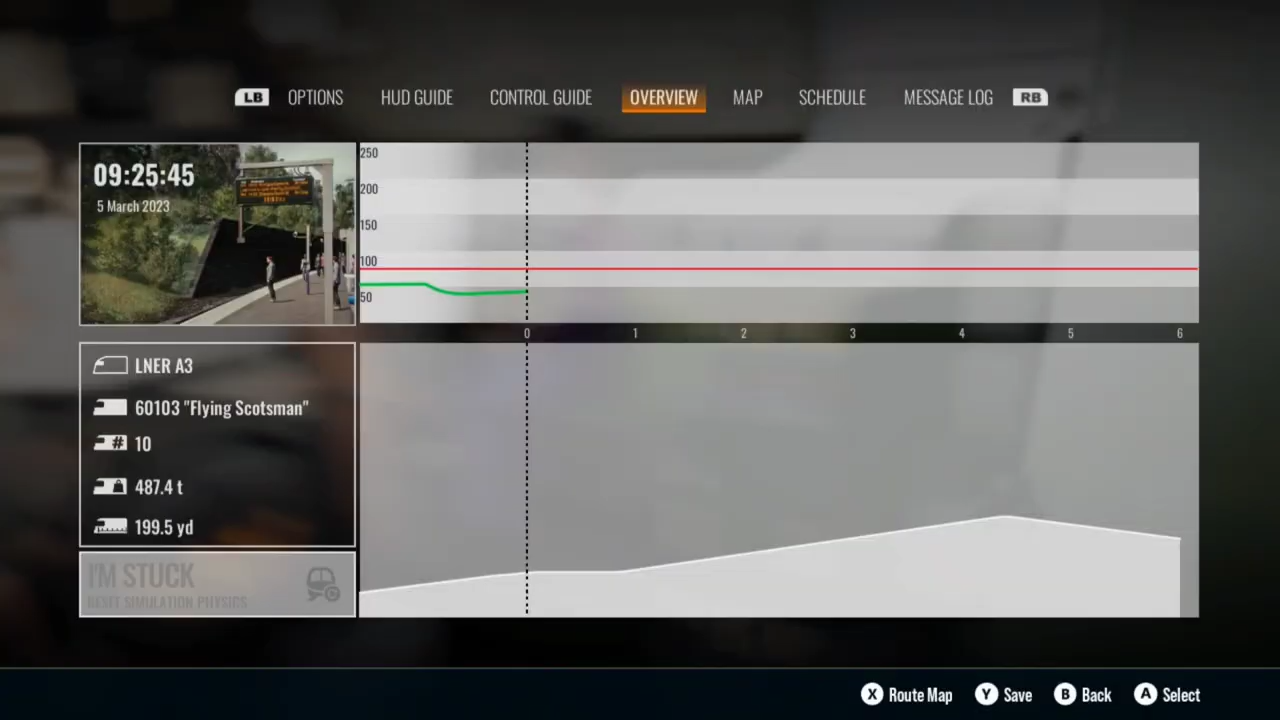 LB OPTIONS HUD GUIDE CONTROL GUIDE OVERVIEW MAP SCHEDULE MESSAGE LOG RB
09:25:45
5 March 2023
250
200
150
100
50
0 1 2 3 4 5 6
LNER A3
60103 "Flying Scotsman"
# 10
487.4 t
199.5 yd
I'M STUCK
RESET SIMULATION PHYSICS
X Route Map Y Save B Back A Select